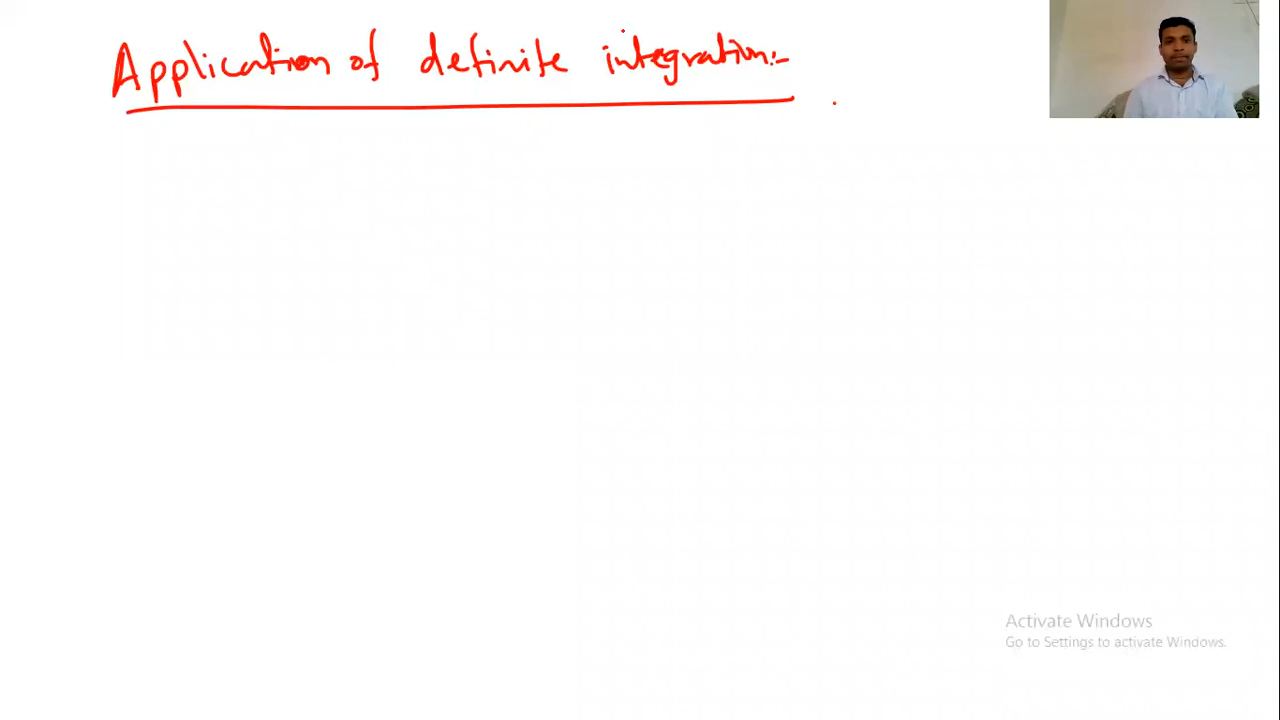 Application of definite integration:-
Activate Windows
Go to Settings to activate Windows.